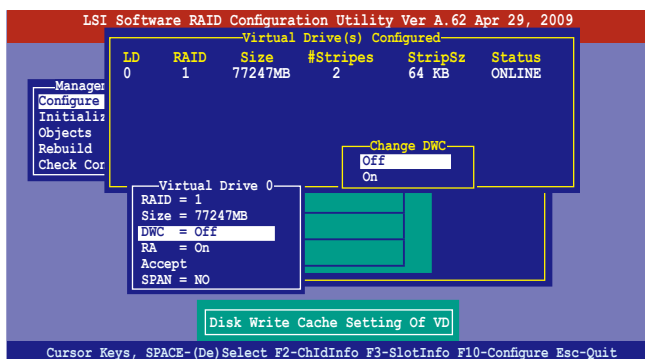 LSI Software RAID Configuration Utility Ver A.62 Apr 29, 2009
Virtual Drive(s) Configured
LD RAID Size #Stripes StripSz Status
0 1 77247MB 2 64 KB ONLINE
Managem
Configure
Initializ
Objects
Rebuild
Check Con
Change DWC
Off
On
Virtual Drive 0
RAID = 1
Size = 77247MB
DWC = Off
RA = On
Accept
SPAN = NO
Disk Write Cache Setting Of VD
Cursor Keys, SPACE-(De)Select F2-ChIdInfo F3-SlotInfo F10-Configure Esc-Quit